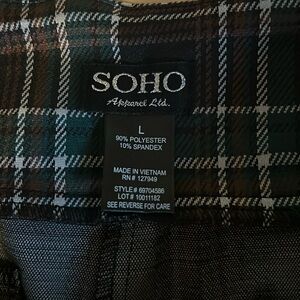 SOHO
Apparel Ltd.
L
90% POLYESTER
10% SPANDEX
MADE IN VIETNAM
RN # 127949
STYLE # 69704586
LOT # 10011182
SEE REVERSE FOR CARE